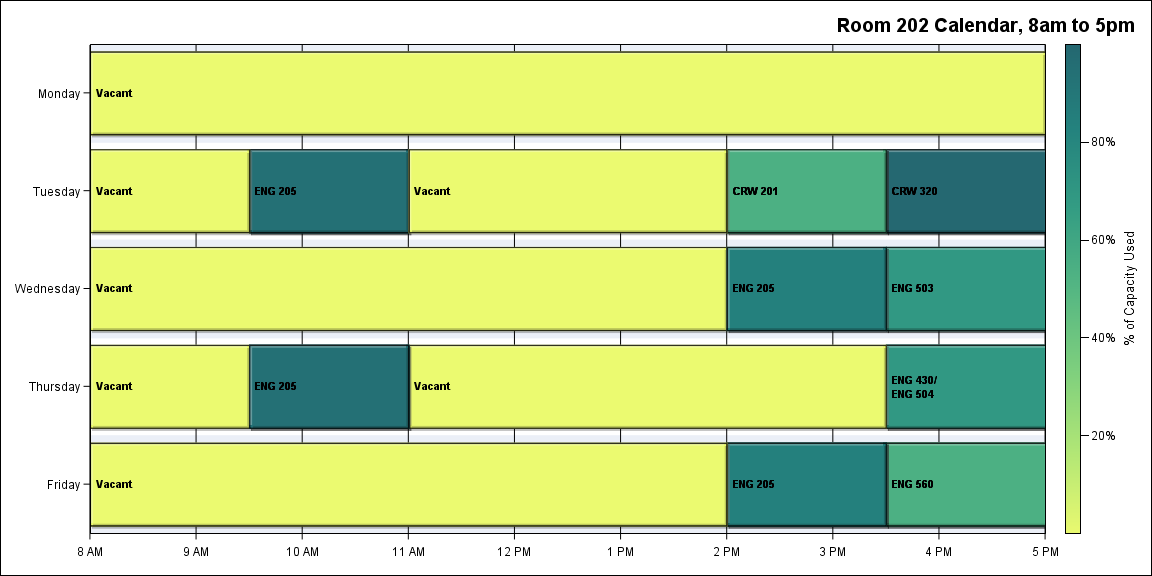 Room 202 Calendar, 8am to 5pm
Monday
Vacant
Tuesday
Vacant
ENG 205
Vacant
CRW 201
CRW 320
Wednesday
Vacant
ENG 205
ENG 503
Thursday
Vacant
ENG 205
Vacant
ENG 430/
ENG 504
Friday
Vacant
ENG 205
ENG 560
8 AM
9 AM
10 AM
11 AM
12 PM
1 PM
2 PM
3 PM
4 PM
5 PM
80%
60%
40%
20%
% of Capacity Used